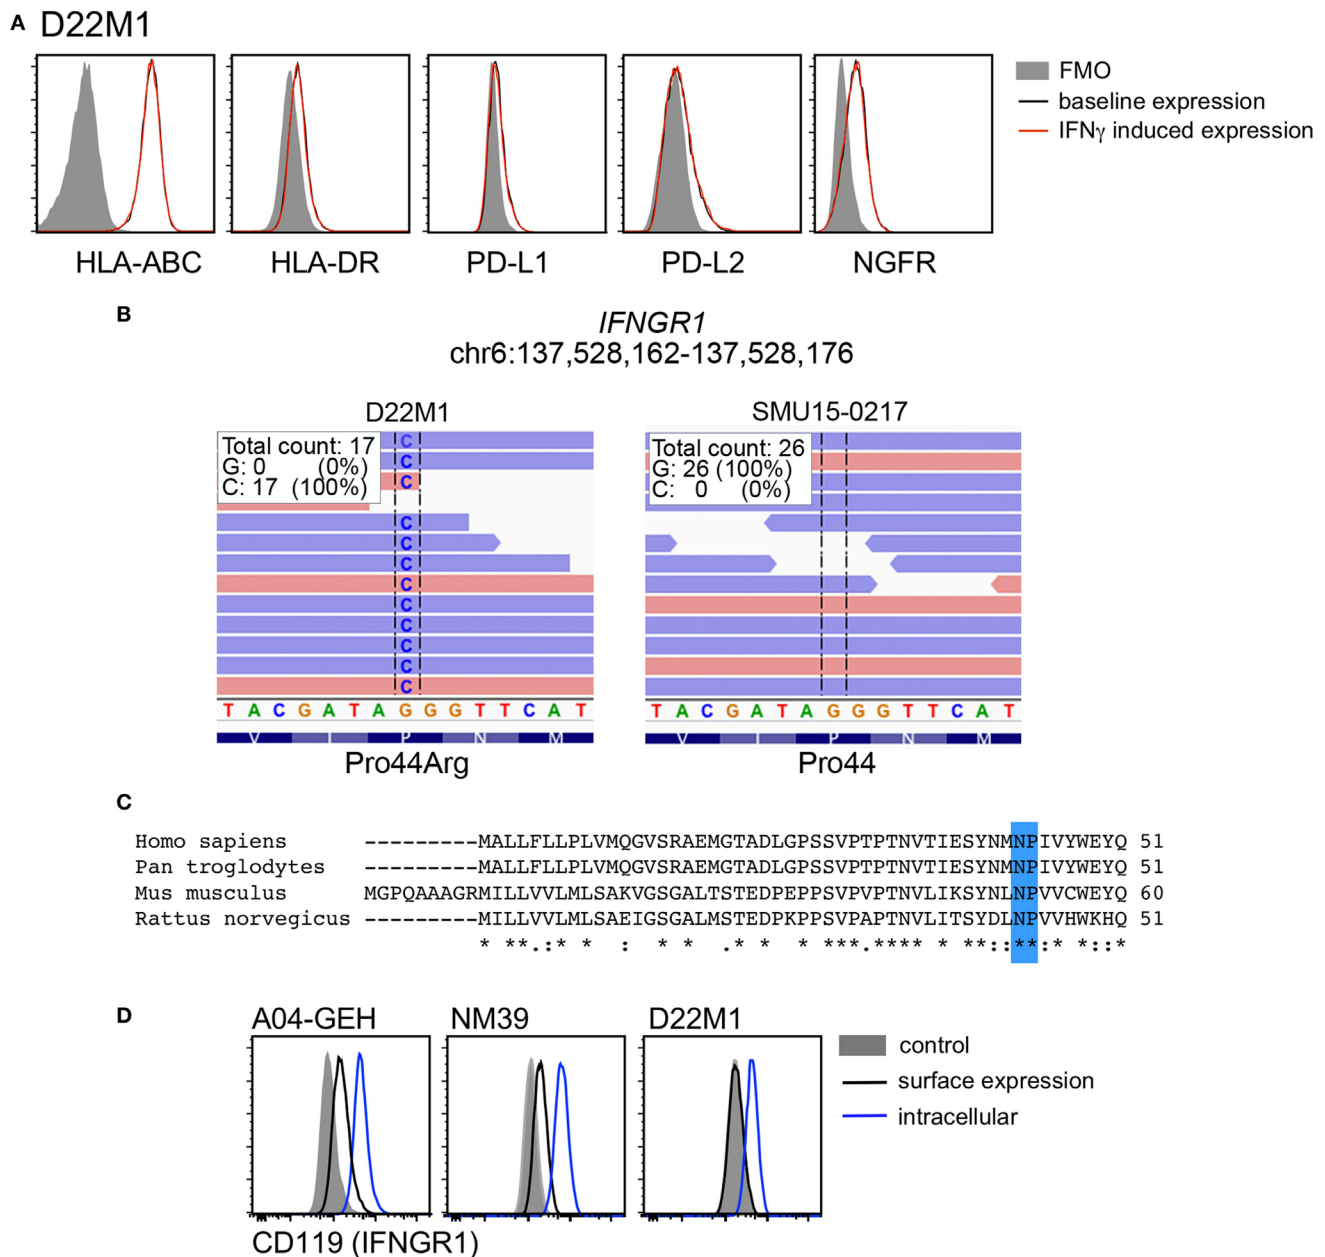 A D22M1
FMO
baseline expression
IFNγ induced expression
HLA-ABC HLA-DR PD-L1 PD-L2 NGFR
B
IFNGR1
chr6:137,528,162-137,528,176
D22M1 SMU15-0217
Total count: 17
G: 0 (0%)
C: 17 (100%)
Total count: 26
G: 26 (100%)
C: 0 (0%)
C
C
C
C
C
C
C
C
C
C
C
C
T A C G A T A G G G T T C A T
T A C G A T A G G G T T C A T
V I P N M
V I P N M
Pro44Arg Pro44
C
Homo sapiens ---------MALLFLLPLVMQGVSRAEMGTADLGPSSVPTPTNVTIESYNMNPIVYWEYQ 51
Pan troglodytes ---------MALLFLLPLVMQGVSRAEMGTADLGPSSVPTPTNVTIESYNMNPIVYWEYQ 51
Mus musculus MGPQAAAGRMILLVVLMLSAKVGSGALTSTEDPEPPSVPVPTNVLIKSYNLNPVVCWEYQ 60
Rattus norvegicus ---------MILLVVLMLSAEIGSGALMSTEDPKPPSVPAPTNVLITSYDLNPVVHWKHQ 51
* **.:* * : * * .* * * ***.**** * **::**:* *::*
D
A04-GEH NM39 D22M1
control
surface expression
intracellular
CD119 (IFNGR1)